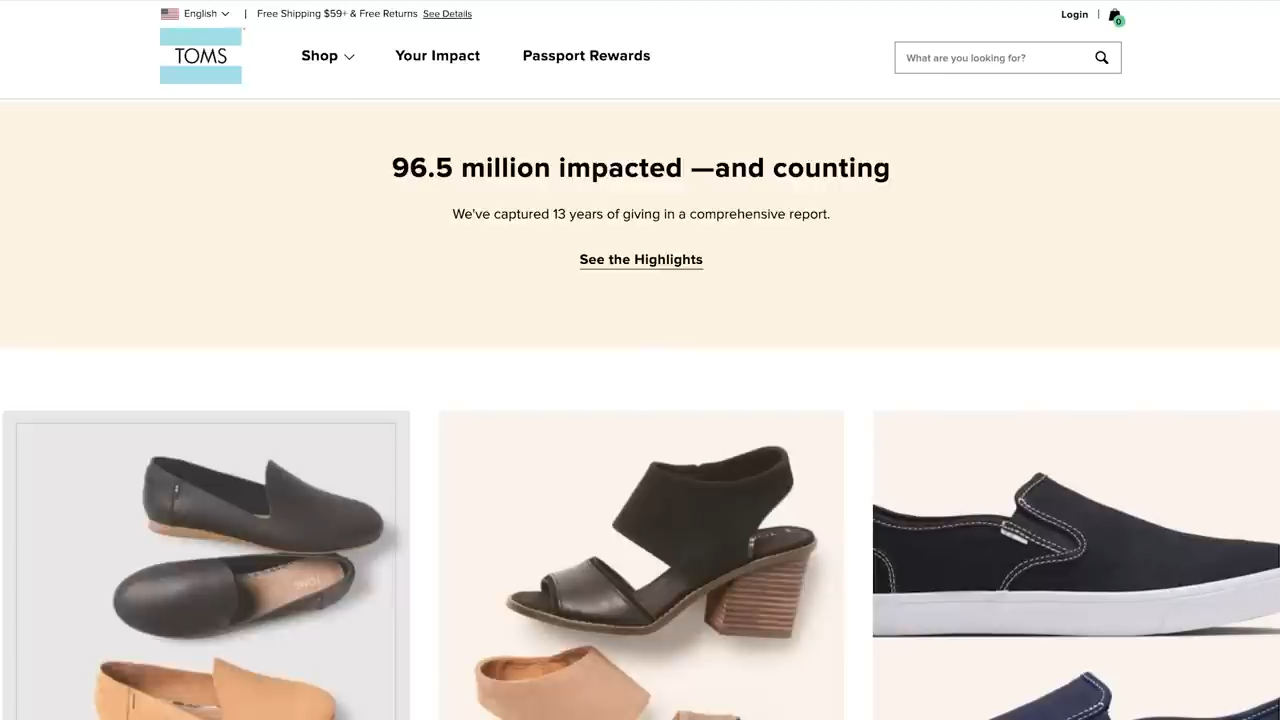 English
Free Shipping $59+ & Free Returns See Details
Login
0
TOMS
Shop
Your Impact
Passport Rewards
What are you looking for?
96.5 million impacted —and counting
We've captured 13 years of giving in a comprehensive report.
See the Highlights
TOMS